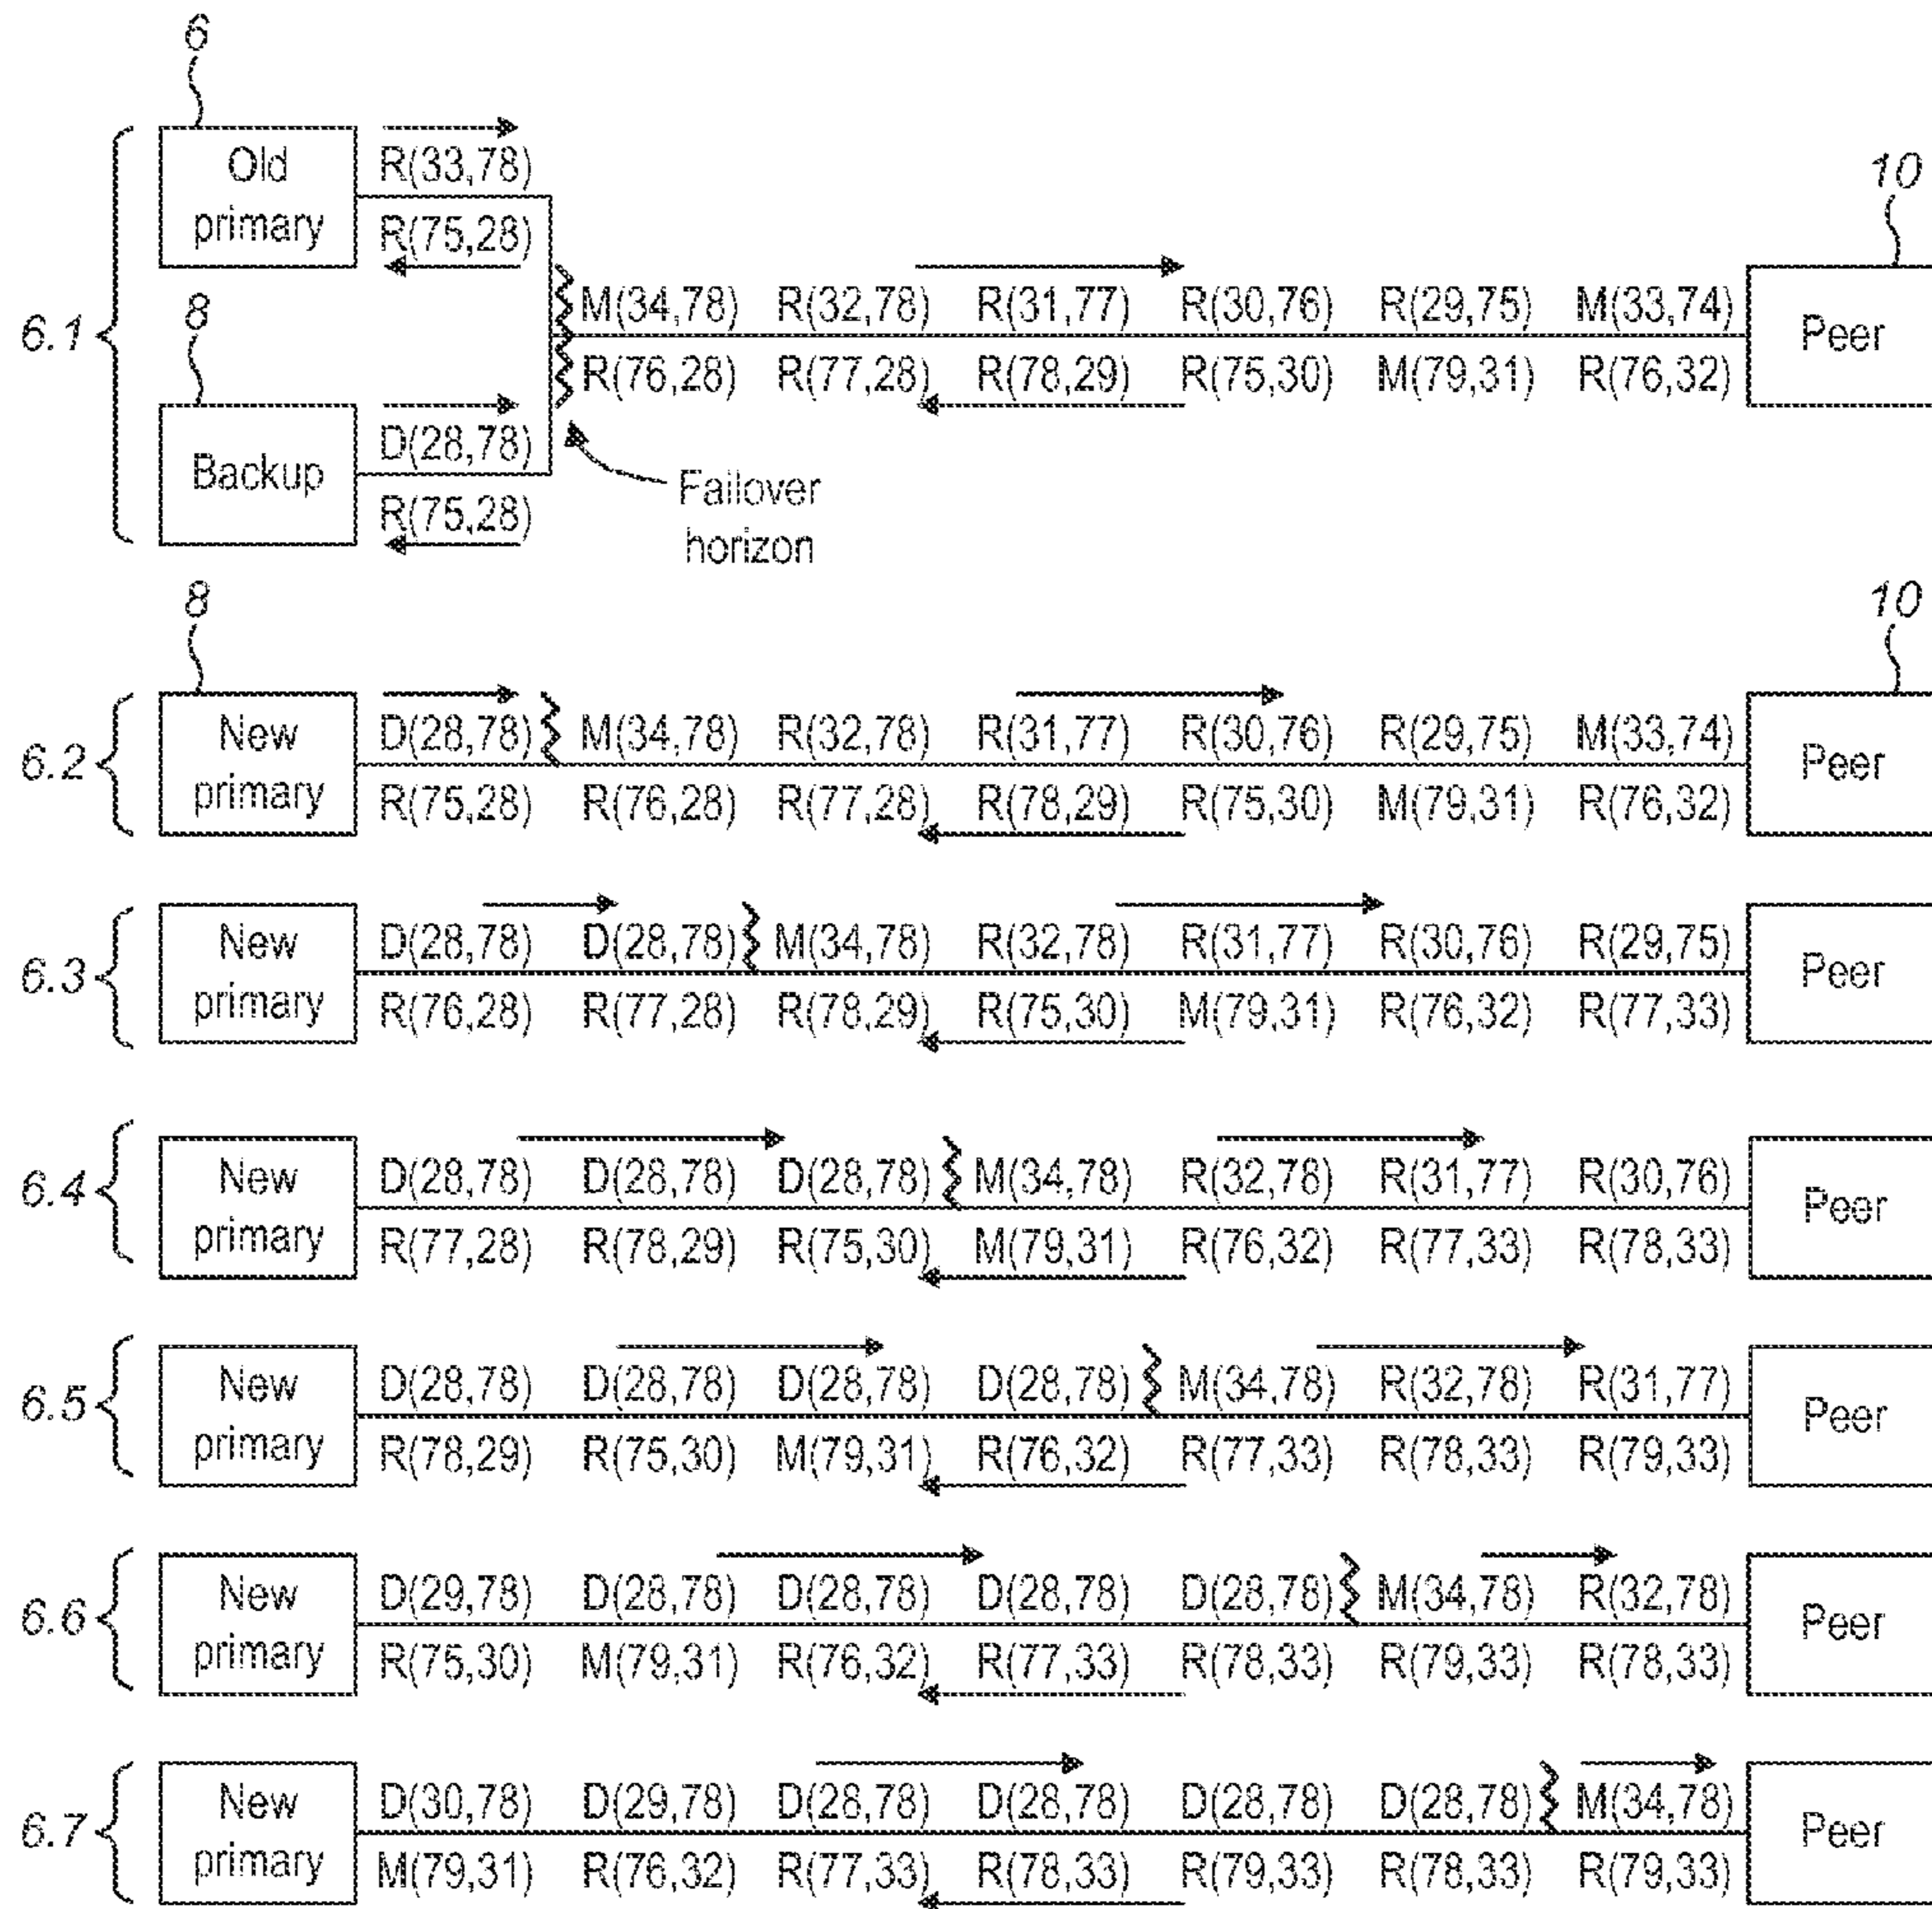 6
Old
primary
R(33,78)
R(75,28)
10
6.1
8
M(34,78) R(32,78) R(31,77) R(30,76) R(29,75) M(33,74)
R(76,28) R(77,28) R(78,29) R(75,30) M(79,31) R(76,32)
Peer
Backup
D(28,78)
R(75,28)
Failover
horizon
8
10
6.2
New
primary
D(28,78) M(34,78) R(32,78) R(31,77) R(30,76) R(29,75) M(33,74)
R(75,28) R(76,28) R(77,28) R(78,29) R(75,30) M(79,31) R(76,32)
Peer
6.3
New
primary
D(28,78) D(28,78) M(34,78) R(32,78) R(31,77) R(30,76) R(29,75)
R(76,28) R(77,28) R(78,29) R(75,30) M(79,31) R(76,32) R(77,33)
Peer
6.4
New
primary
D(28,78) D(28,78) D(28,78) M(34,78) R(32,78) R(31,77) R(30,76)
R(77,28) R(78,29) R(75,30) M(79,31) R(76,32) R(77,33) R(78,33)
Peer
6.5
New
primary
D(28,78) D(28,78) D(28,78) D(28,78) M(34,78) R(32,78) R(31,77)
R(78,29) R(75,30) M(79,31) R(76,32) R(77,33) R(78,33) R(79,33)
Peer
6.6
New
primary
D(29,78) D(28,78) D(28,78) D(28,78) D(28,78) M(34,78) R(32,78)
R(75,30) M(79,31) R(76,32) R(77,33) R(78,33) R(79,33) R(78,33)
Peer
6.7
New
primary
D(30,78) D(29,78) D(28,78) D(28,78) D(28,78) D(28,78) M(34,78)
M(79,31) R(76,32) R(77,33) R(78,33) R(79,33) R(78,33) R(79,33)
Peer